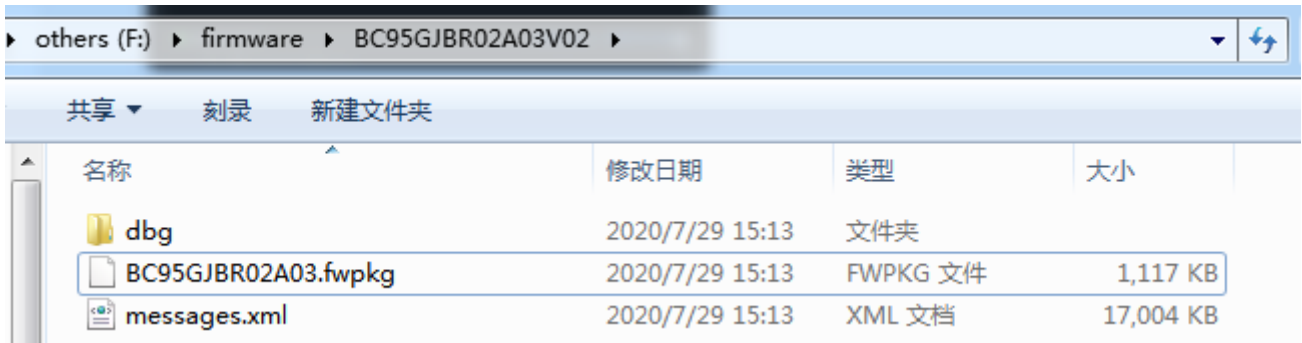 others (F:) firmware BC95GJBR02A03V02
共享 刻录 新建文件夹
名称 修改日期 类型 大小
dbg 2020/7/29 15:13 文件夹
BC95GJBR02A03.fwpkg 2020/7/29 15:13 FWPKG 文件 1,117 KB
messages.xml 2020/7/29 15:13 XML 文档 17,004 KB